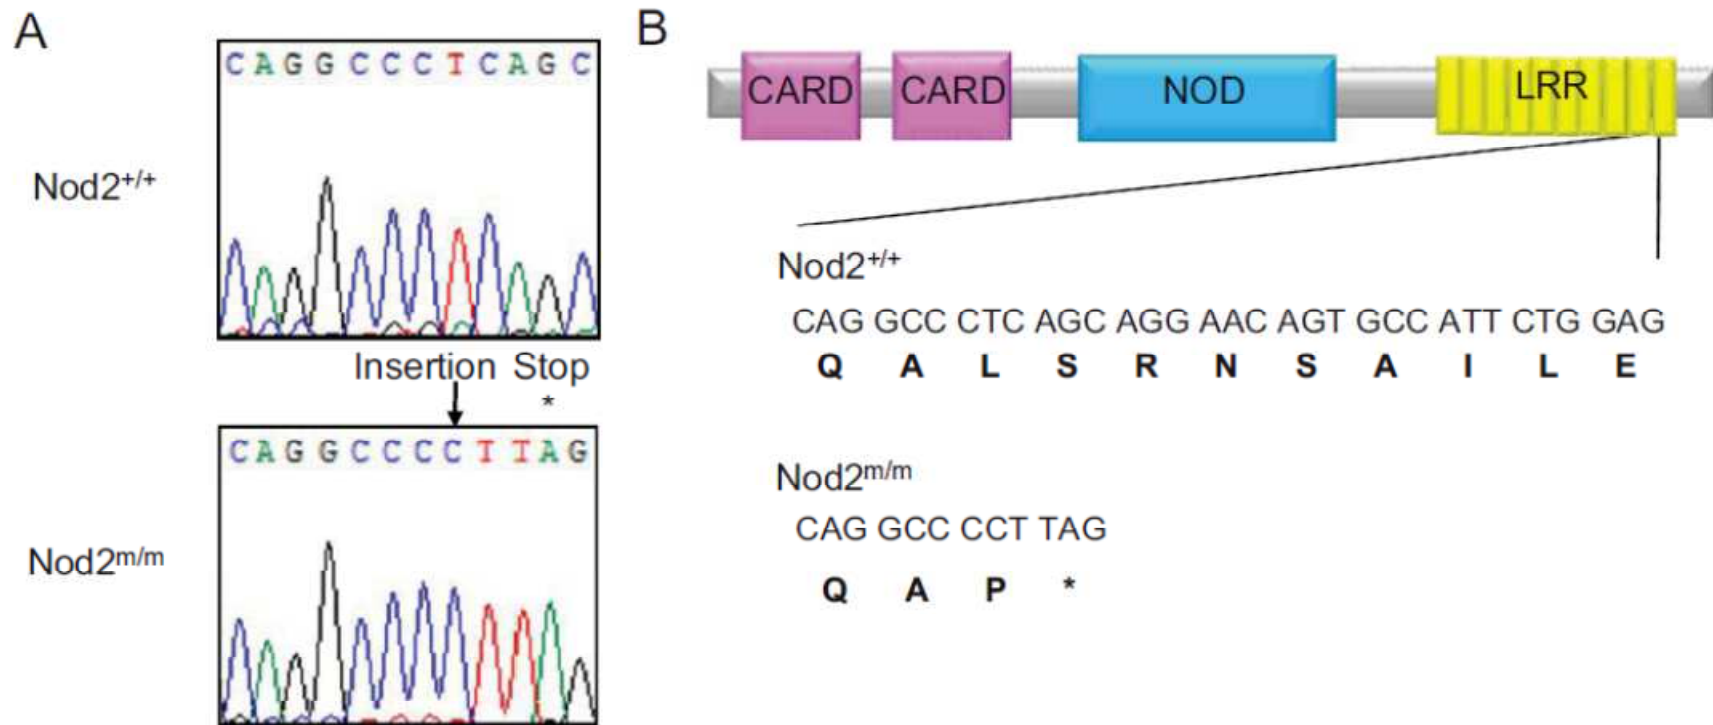 A
CAGGCCCTCAGC
Nod2+/+
Insertion Stop
*
CAGGCCCCTTAG
Nod2m/m
B
CARD CARD NOD LRR
Nod2+/+
CAG GCC CTC AGC AGG AAC AGT GCC ATT CTG GAG
Q A L S R N S A I L E
Nod2m/m
CAG GCC CCT TAG
Q A P *